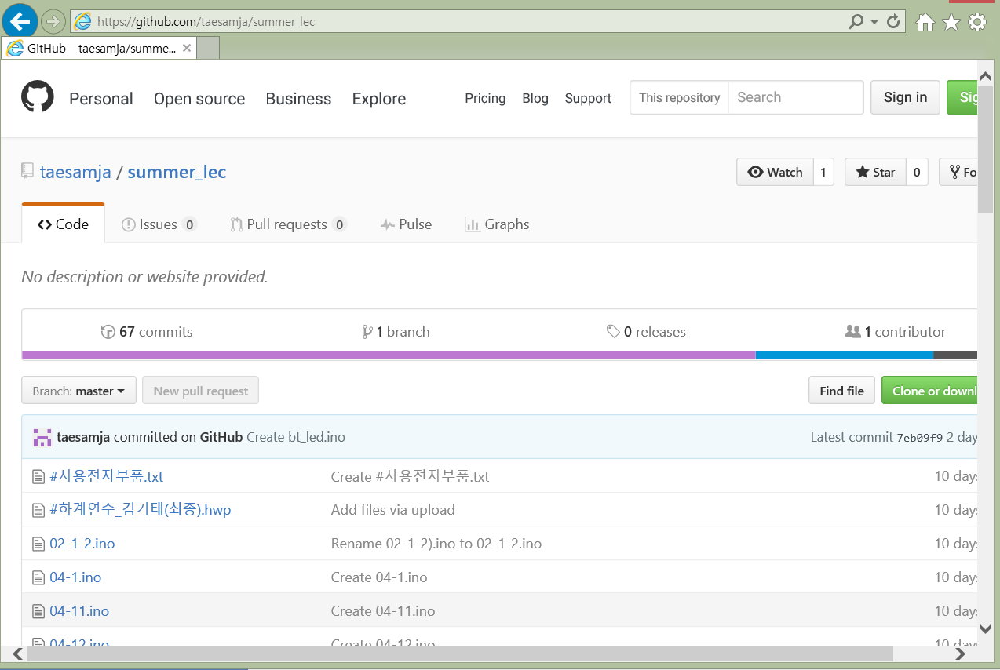 https://github.com/taesamja/summer_lec
GitHub - taesamja/summe...
Personal Open source Business Explore Pricing Blog Support This repository Search Sign in Sig
taesamja / summer_lec Watch 1 Star 0 Fo
Code Issues 0 Pull requests 0 Pulse Graphs
No description or website provided.
67 commits 1 branch 0 releases 1 contributor
Branch: master New pull request Find file Clone or downl
taesamja committed on GitHub Create bt_led.ino Latest commit 7eb09f9 2 day
#사용전자부품.txt Create #사용전자부품.txt 10 days
#하계연수_김기태(최종).hwp Add files via upload 10 days
02-1-2.ino Rename 02-1-2).ino to 02-1-2.ino 10 days
04-1.ino Create 04-1.ino 10 days
04-11.ino Create 04-11.ino 10 days
04-12.ino Create 04-12.ino 10 days